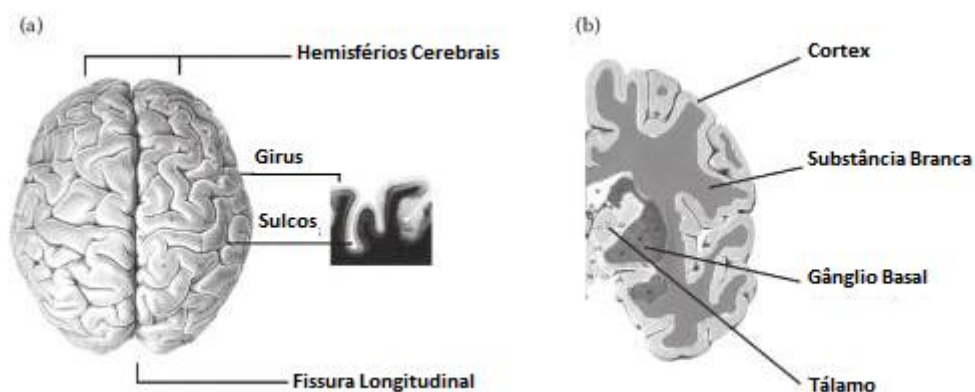 (a)
Hemisférios Cerebrais
Girus
Sulcos
Fissura Longitudinal
(b)
Cortex
Substância Branca
Gânglio Basal
Tálamo